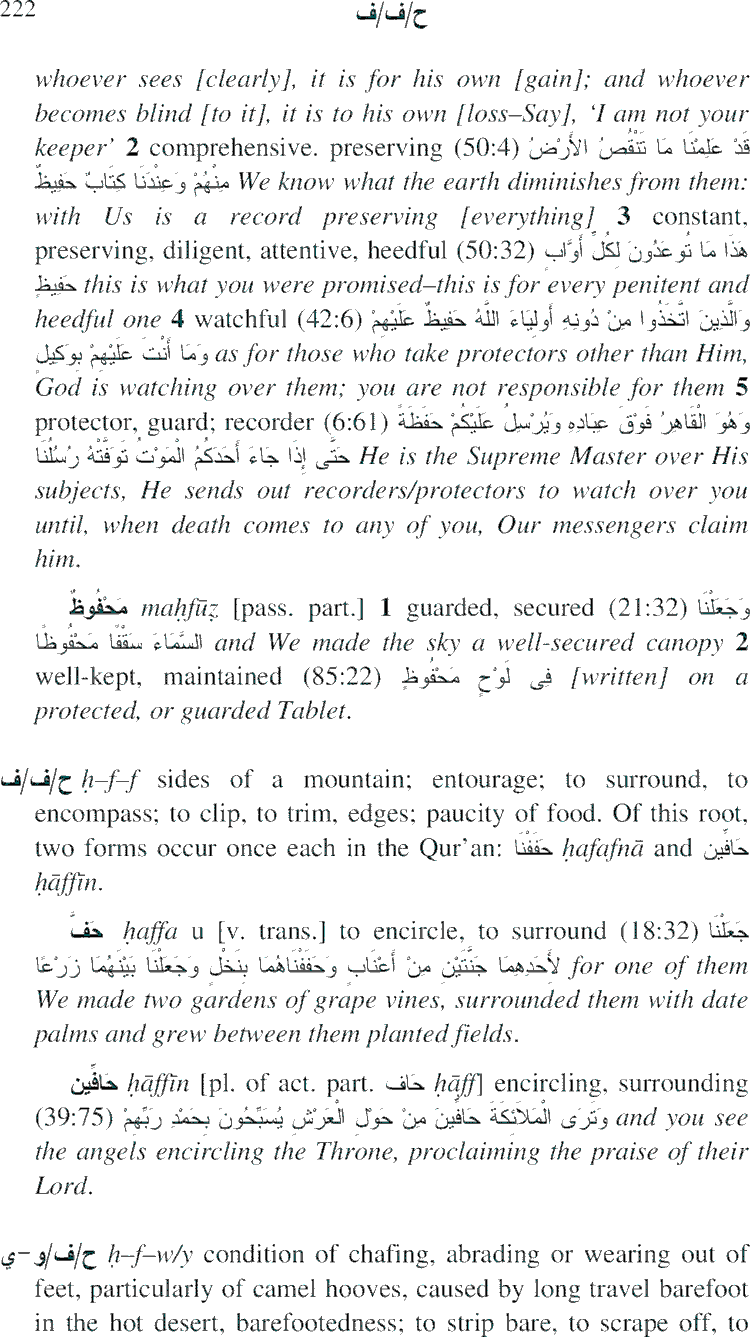 222
ح/ف/ف
whoever sees [clearly], it is for his own [gain]; and whoever
becomes blind [to it], it is to his own [loss–Say], ‘I am not your
keeper’ 2 comprehensive. preserving (50:4) قَدْ عَلِمْنَا مَا تَنْقُصُ الأَرْضُ
مِنْهُمْ وَعِنْدَنَا كِتَابٌ حَفِيظٌ We know what the earth diminishes from them:
with Us is a record preserving [everything] 3 constant,
preserving, diligent, attentive, heedful (50:32) هَذَا مَا تُوعَدُونَ لِكُلِّ أَوَّابٍ
حَفِيظٍ this is what you were promised–this is for every penitent and
heedful one 4 watchful (42:6) وَالَّذِينَ اتَّخَذُوا مِنْ دُونِهِ أَولِيَاءَ اللَّهُ حَفِيظٌ عَلَيْهِمْ
وَمَا أَنْتَ عَلَيْهِمْ بِوَكِيلٍ as for those who take protectors other than Him,
God is watching over them; you are not responsible for them 5
protector, guard; recorder (6:61) وَهُوَ الْقَاهِرُ فَوْقَ عِبَادِهِ وَيُرْسِلُ عَلَيْكُمْ حَفَظَةً
حَتَّى إِذَا جَاءَ أَحَدَكُمُ الْمَوْتُ تَوَفَّتْهُ رُسُلُنَا He is the Supreme Master over His
subjects, He sends out recorders/protectors to watch over you
until, when death comes to any of you, Our messengers claim
him.
مَحْفُوظٌ maḥfūẓ [pass. part.] 1 guarded, secured (21:32) وَجَعَلْنَا
السَّمَاءَ سَقْفًا مَحْفُوظًا and We made the sky a well-secured canopy 2
well-kept, maintained (85:22) فِى لَوْحٍ مَحْفُوظٍ [written] on a
protected, or guarded Tablet.
ح/ف/ف ḥ–f–f sides of a mountain; entourage; to surround, to
encompass; to clip, to trim, edges; paucity of food. Of this root,
two forms occur once each in the Qur’an: حَفَفْنَا ḥafafnā and حَافِّين
ḥāffīn.
حَفَّ ḥaffa u [v. trans.] to encircle, to surround (18:32) جَعَلْنَا
لأَحَدِهِمَا جَنَّتَيْنِ مِنْ أَعْنَابٍ وَحَفَفْنَاهُمَا بِنَخْلٍ وَجَعَلْنَا بَيْنَهُمَا زَرْعًا for one of them
We made two gardens of grape vines, surrounded them with date
palms and grew between them planted fields.
حَافِّين ḥāffīn [pl. of act. part. حَاف ḥāff] encircling, surrounding
(39:75) وَتَرَى الْمَلاَئِكَةَ حَافِّينَ مِنْ حَوْلِ الْعَرْشِ يُسَبِّحُونَ بِحَمْدِ رَبِّهِمْ and you see
the angels encircling the Throne, proclaiming the praise of their
Lord.
ح/ف/و –ي ḥ–f–w/y condition of chafing, abrading or wearing out of
feet, particularly of camel hooves, caused by long travel barefoot
in the hot desert, barefootedness; to strip bare, to scrape off, to